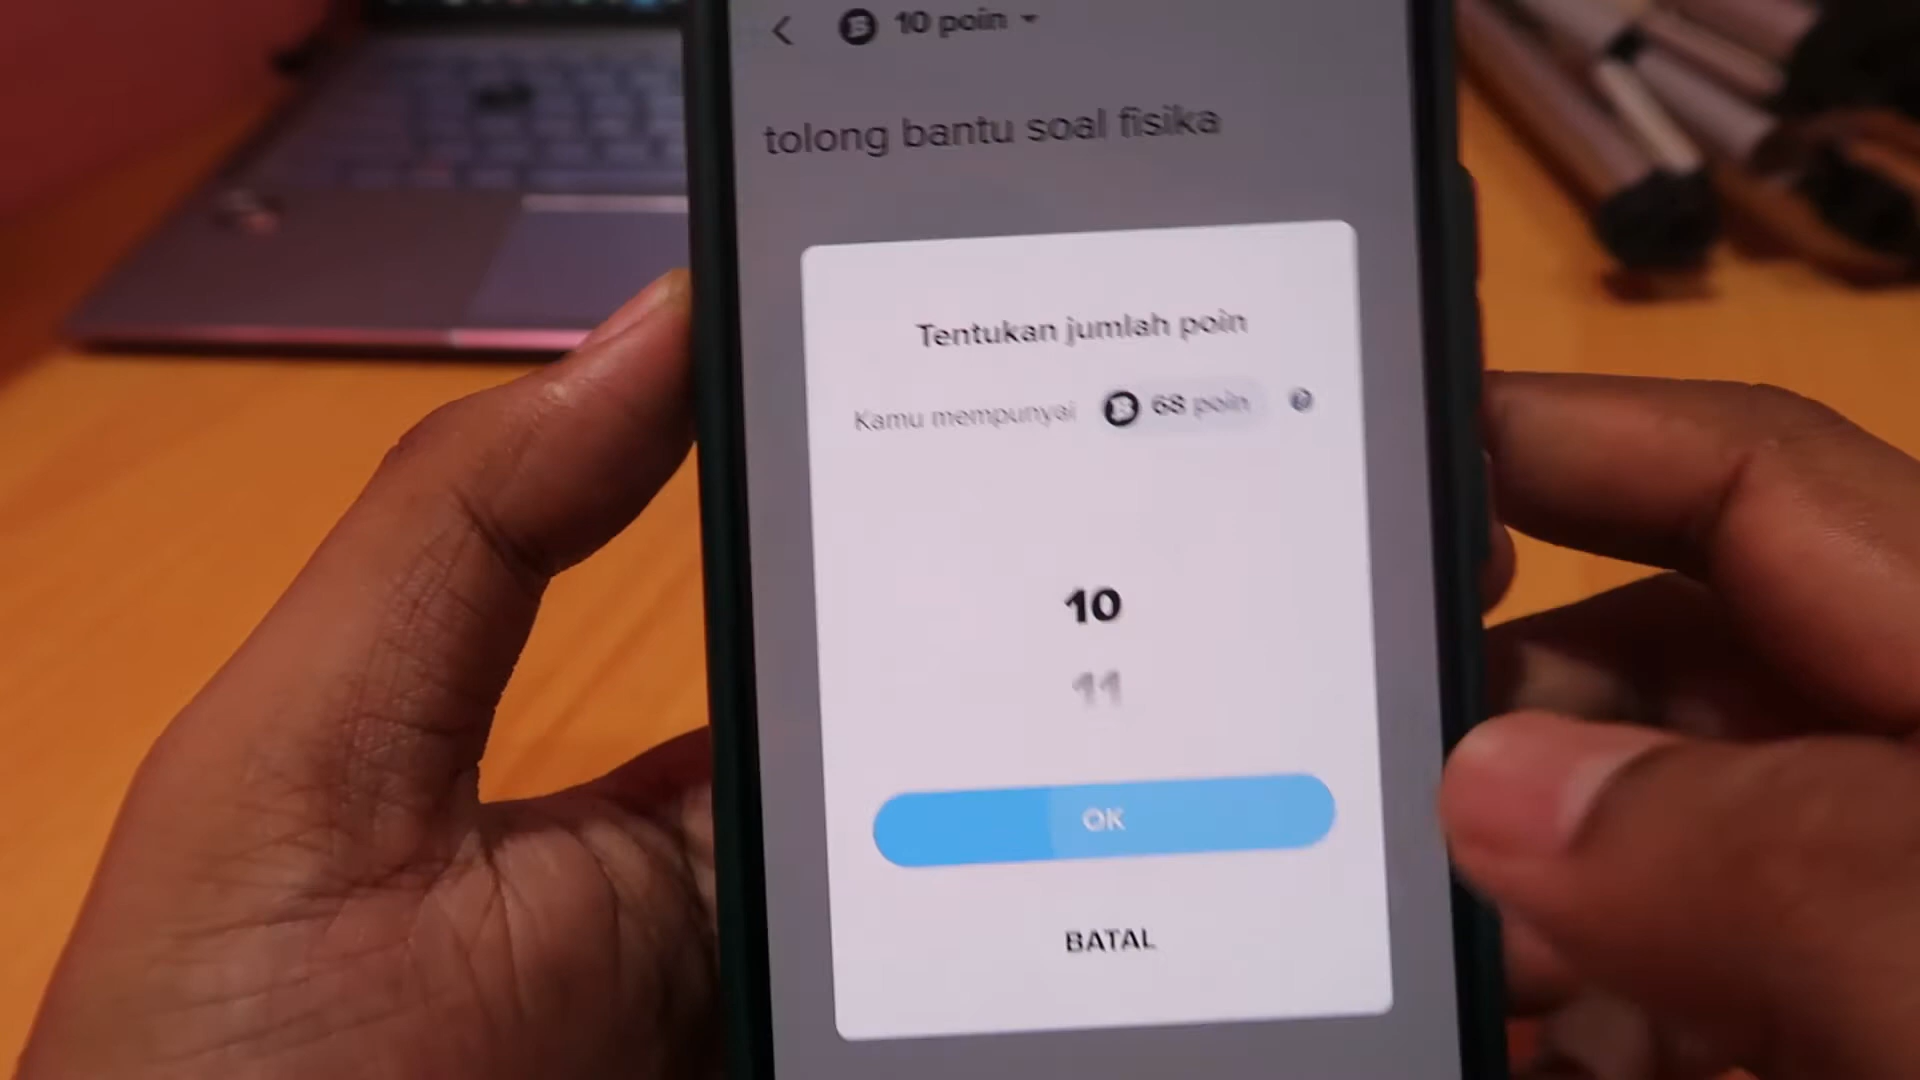 10 poin
tolong bantu soal fisika
Tentukan jumlah poin
Kamu mempunyai 68 poin
10
11
OK
BATAL